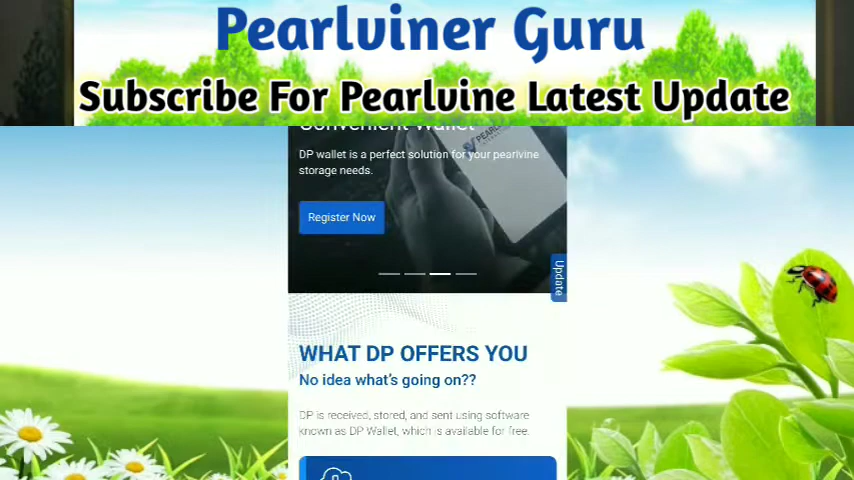 Pearlviner Guru
Subscribe For Pearlvine Latest Update
Convenient Wallet
DP wallet is a perfect solution for your pearlvine
storage needs.
Register Now
Update
WHAT DP OFFERS YOU
No idea what's going on??
DP is received, stored, and sent using software
known as DP Wallet, which is available for free.